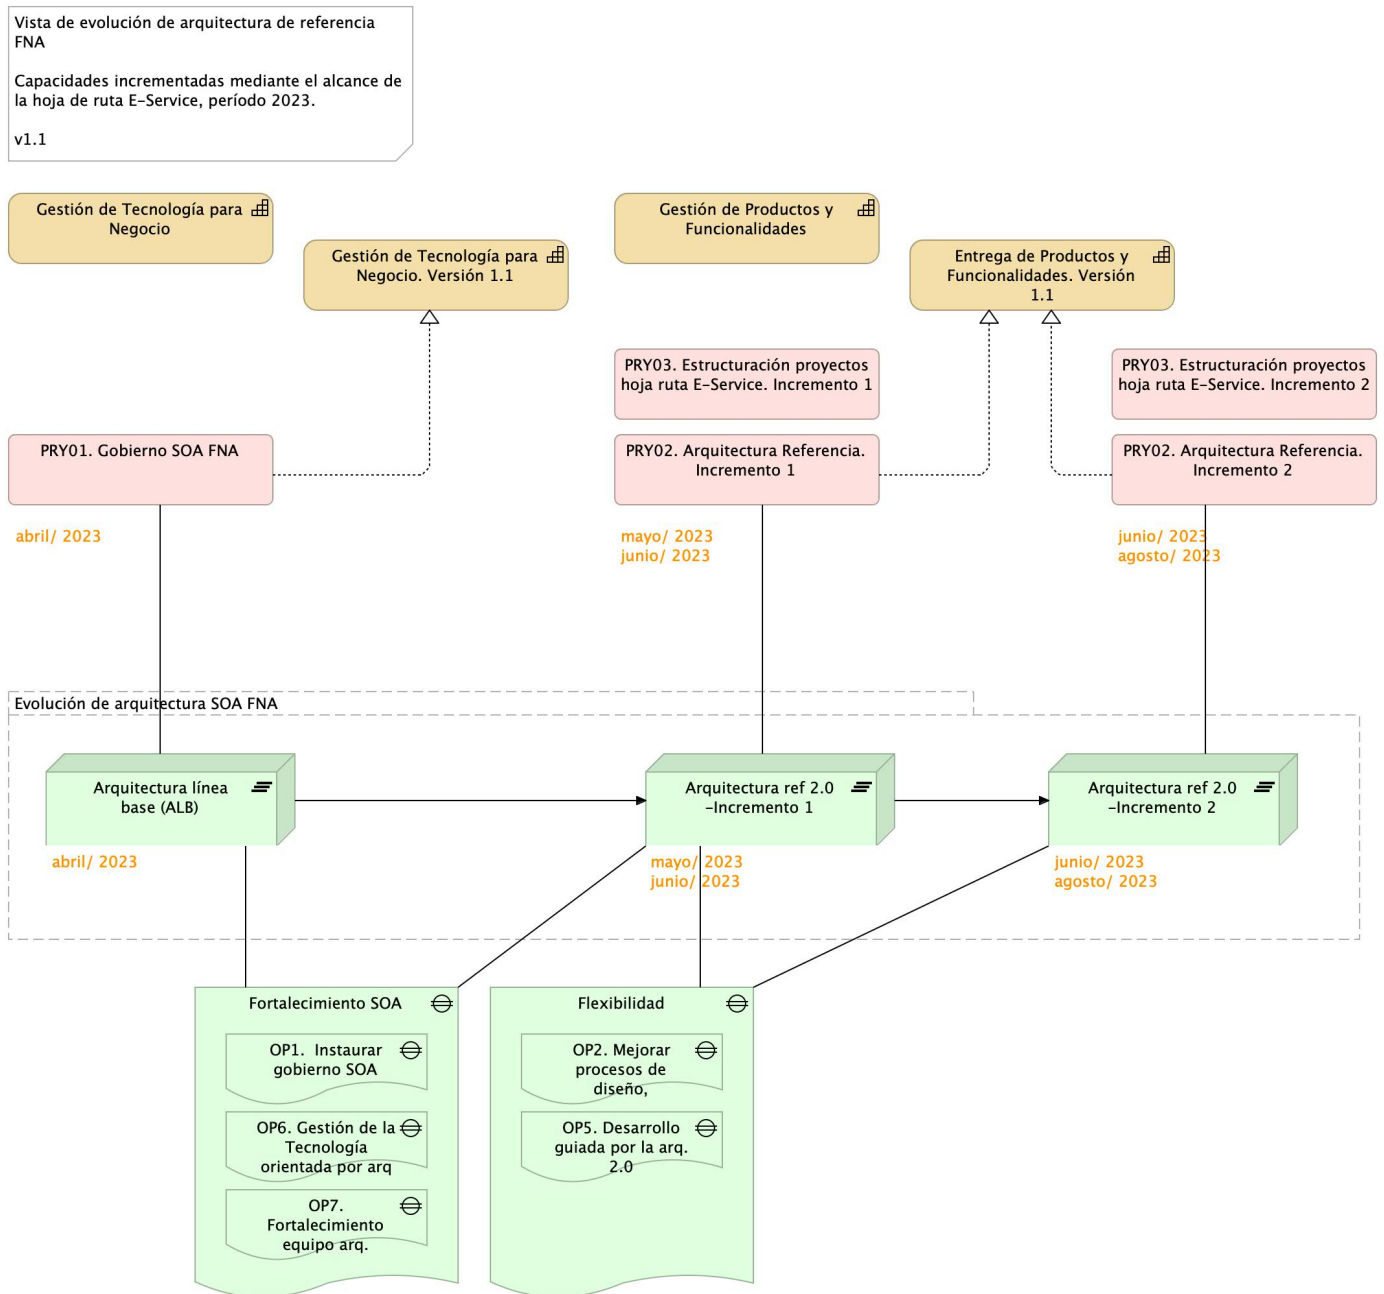 Vista de evolución de arquitectura de referencia
FNA
Capacidades incrementadas mediante el alcance de
la hoja de ruta E-Service, período 2023.
v1.1
Gestión de Tecnología para
Negocio
Gestión de Tecnología para
Negocio. Versión 1.1
Gestión de Productos y
Funcionalidades
Entrega de Productos y
Funcionalidades. Versión
1.1
PRY03. Estructuración proyectos
hoja ruta E-Service. Incremento 1
PRY03. Estructuración proyectos
hoja ruta E-Service. Incremento 2
PRY01. Gobierno SOA FNA
PRY02. Arquitectura Referencia.
Incremento 1
PRY02. Arquitectura Referencia.
Incremento 2
abril/ 2023
mayo/ 2023
junio/ 2023
junio/ 2023
agosto/ 2023
Evolución de arquitectura SOA FNA
Arquitectura línea
base (ALB)
Arquitectura ref 2.0
-Incremento 1
Arquitectura ref 2.0
-Incremento 2
abril/ 2023
mayo/ 2023
junio/ 2023
junio/ 2023
agosto/ 2023
Fortalecimiento SOA
OP1. Instaurar
gobierno SOA
OP6. Gestión de la
Tecnología
orientada por arq
OP7.
Fortalecimiento
equipo arq.
Flexibilidad
OP2. Mejorar
procesos de
diseño,
OP5. Desarrollo
guiada por la arq.
2.0